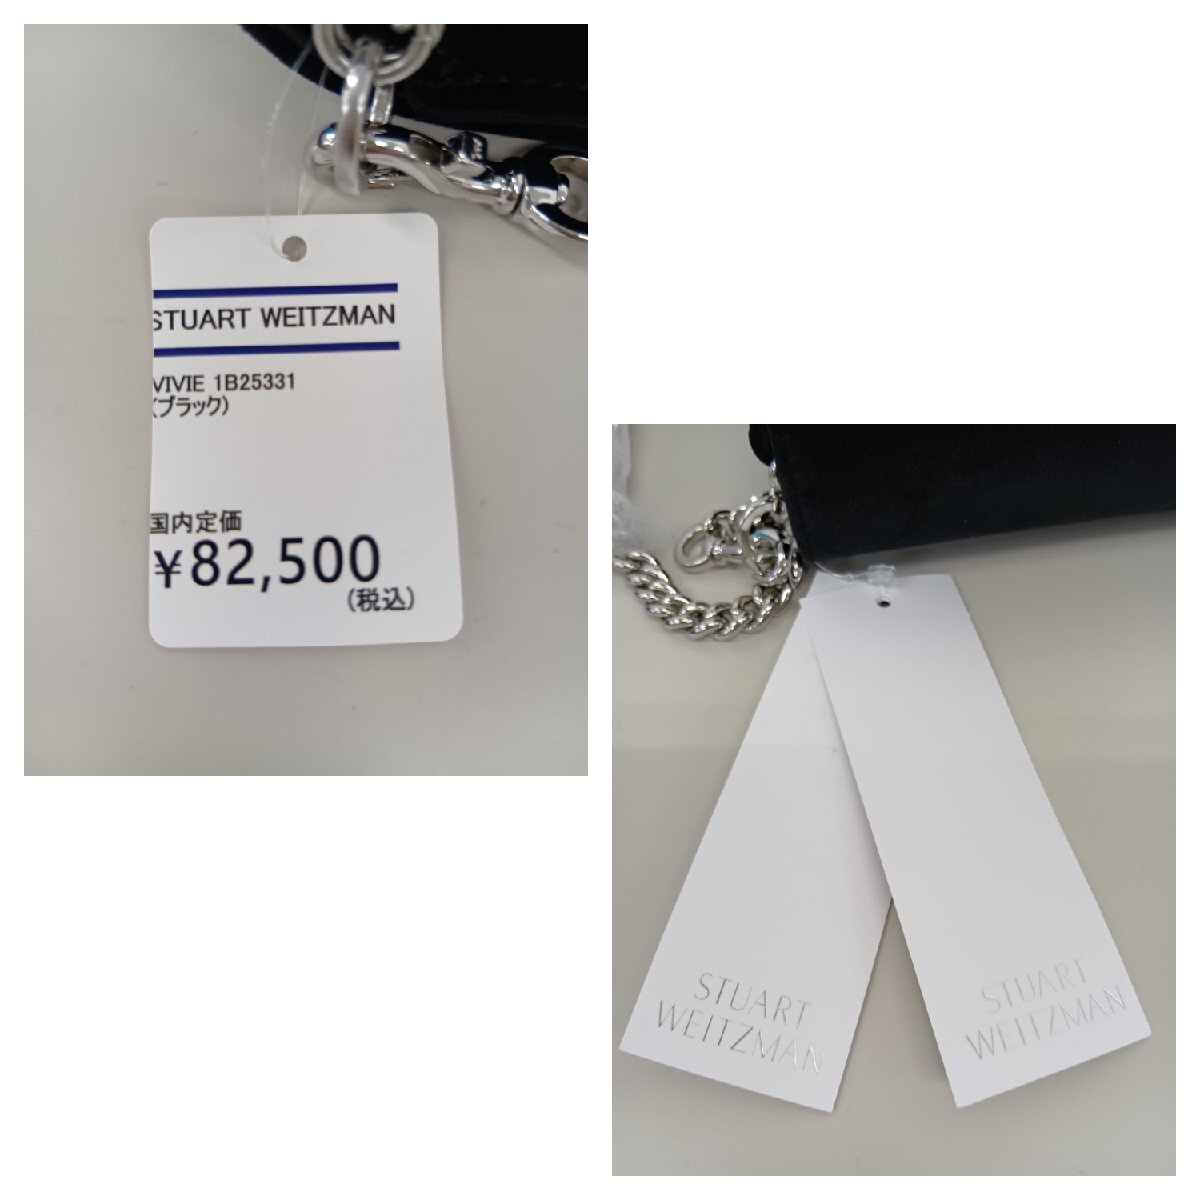 STUART WEITZMAN
VIVIE 1B25331
(ブラック)
国内定価
¥82,500
(税込)
STUART
WEITZMAN
STUART
WEITZMAN